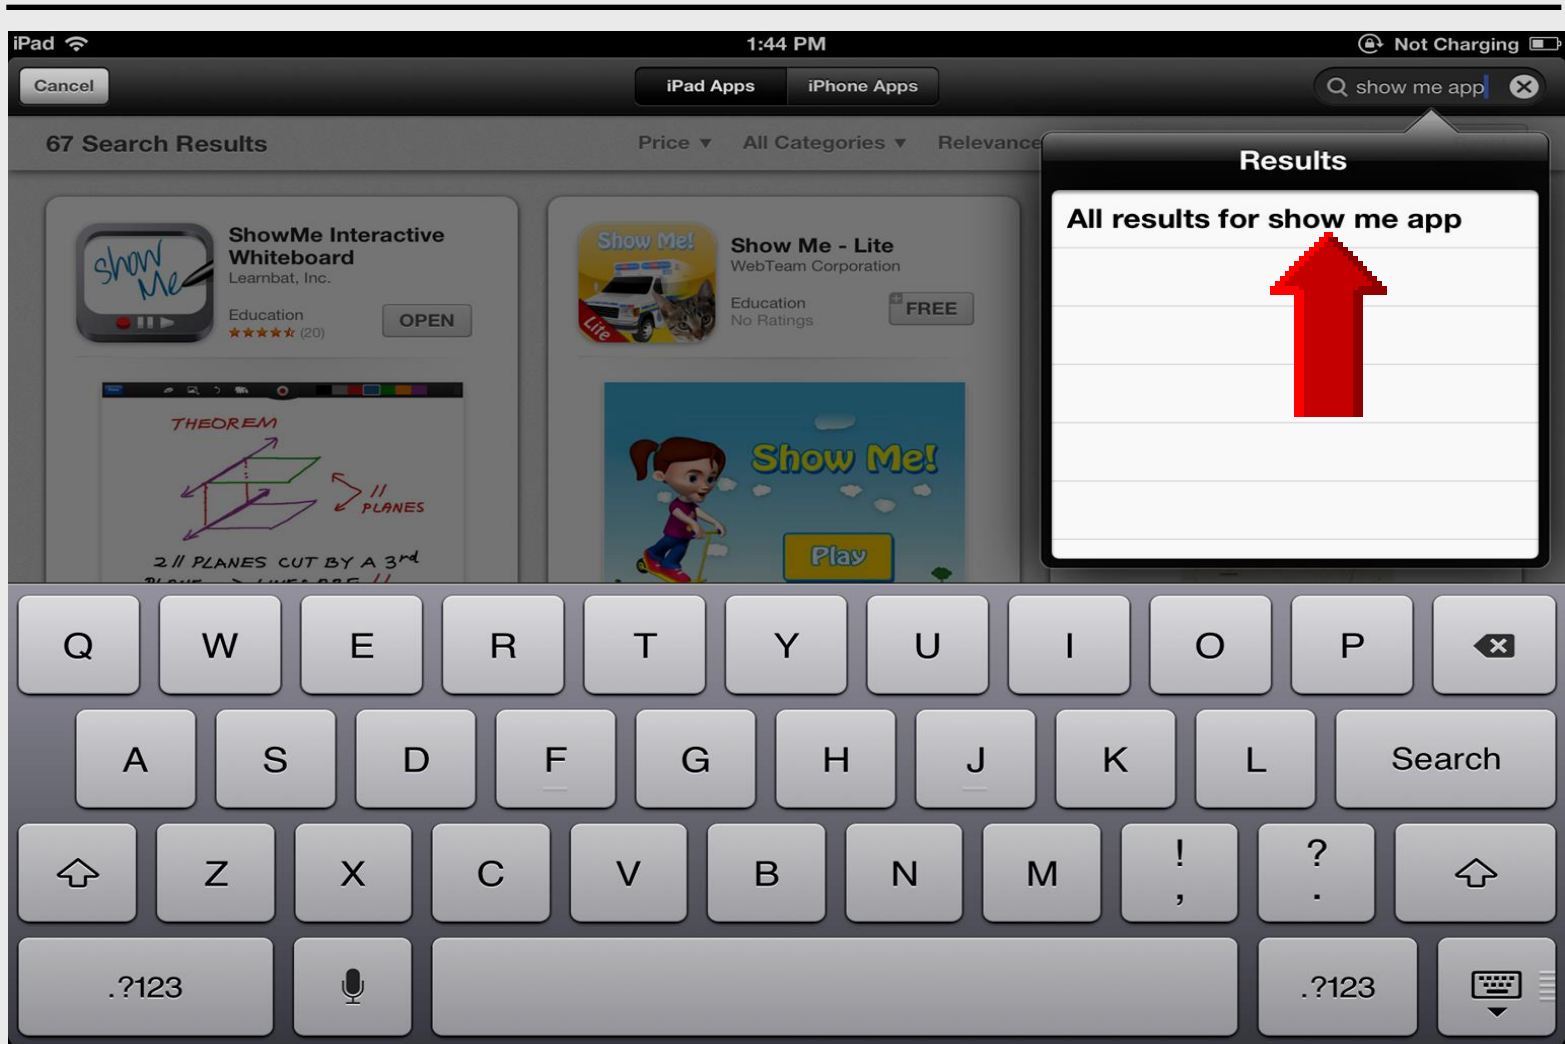 iPad 1:44 PM Not Charging
Cancel iPad Apps iPhone Apps show me app
67 Search Results Price ▼ All Categories ▼ Relevance
Results
All results for show me app
ShowMe Interactive
Whiteboard
Learnbat, Inc.
Education
(20)
OPEN
show
Me
Show Me - Lite
WebTeam Corporation
Education
No Ratings
FREE
Show Me!
Lite
THEOREM
//
PLANES
2 // PLANES CUT BY A 3rd
Show Me!
Play
Q W E R T Y U I O P
A S D F G H J K L Search
Z X C V B N M ! , ? .
.?123 .?123